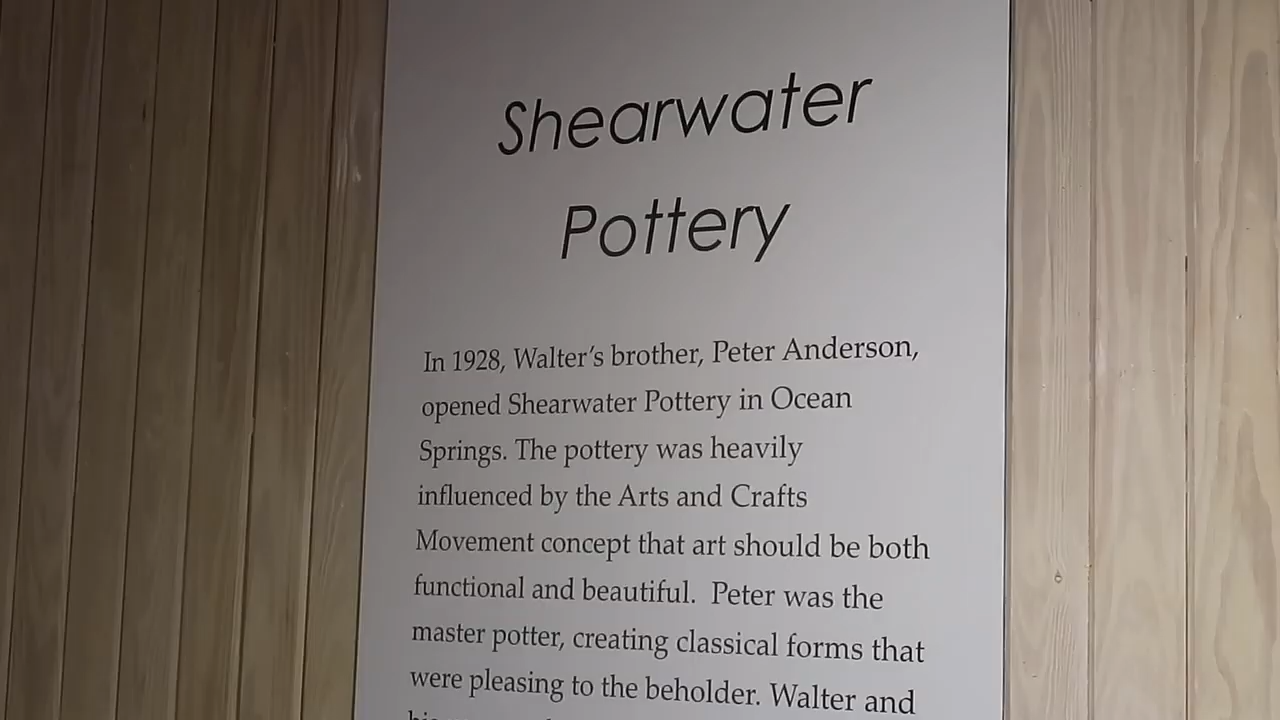 Shearwater
Pottery
In 1928, Walter's brother, Peter Anderson,
opened Shearwater Pottery in Ocean
Springs. The pottery was heavily
influenced by the Arts and Crafts
Movement concept that art should be both
functional and beautiful.  Peter was the
master potter, creating classical forms that
were pleasing to the beholder. Walter and